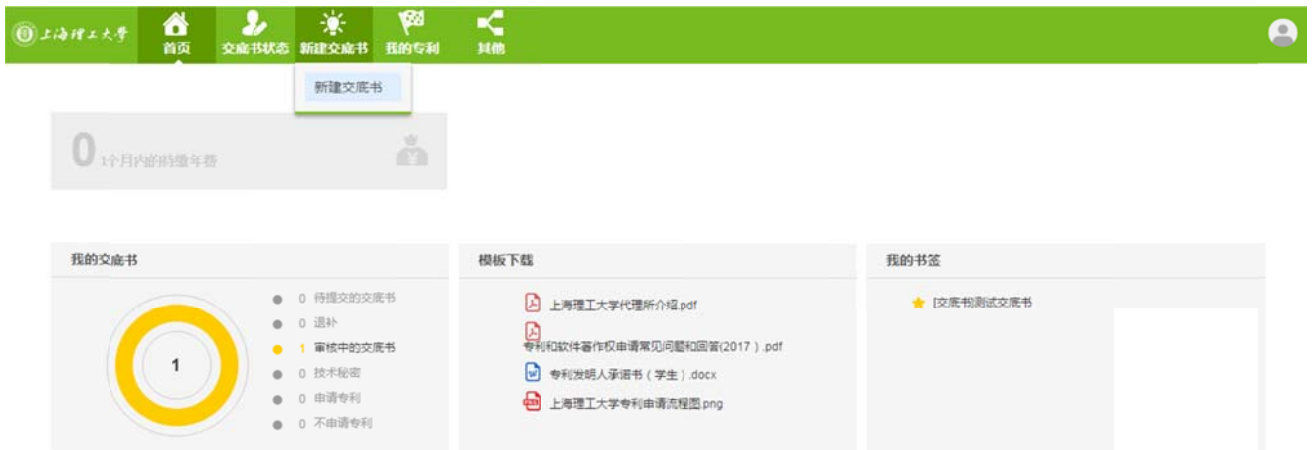 上海理工大学
首页
交底书状态
新建交底书
我的专利
其他
新建交底书
0 1个月内的待缴年费
我的交底书
1
0 待提交的交底书
0 退补
1 审核中的交底书
0 技术秘密
0 申请专利
0 不申请专利
模板下载
上海理工大学代理所介绍.pdf
专利和软件著作权申请常见问题和回答(2017).pdf
专利发明人承诺书(学生).docx
上海理工大学专利申请流程图.png
我的书签
[交底书]测试交底书